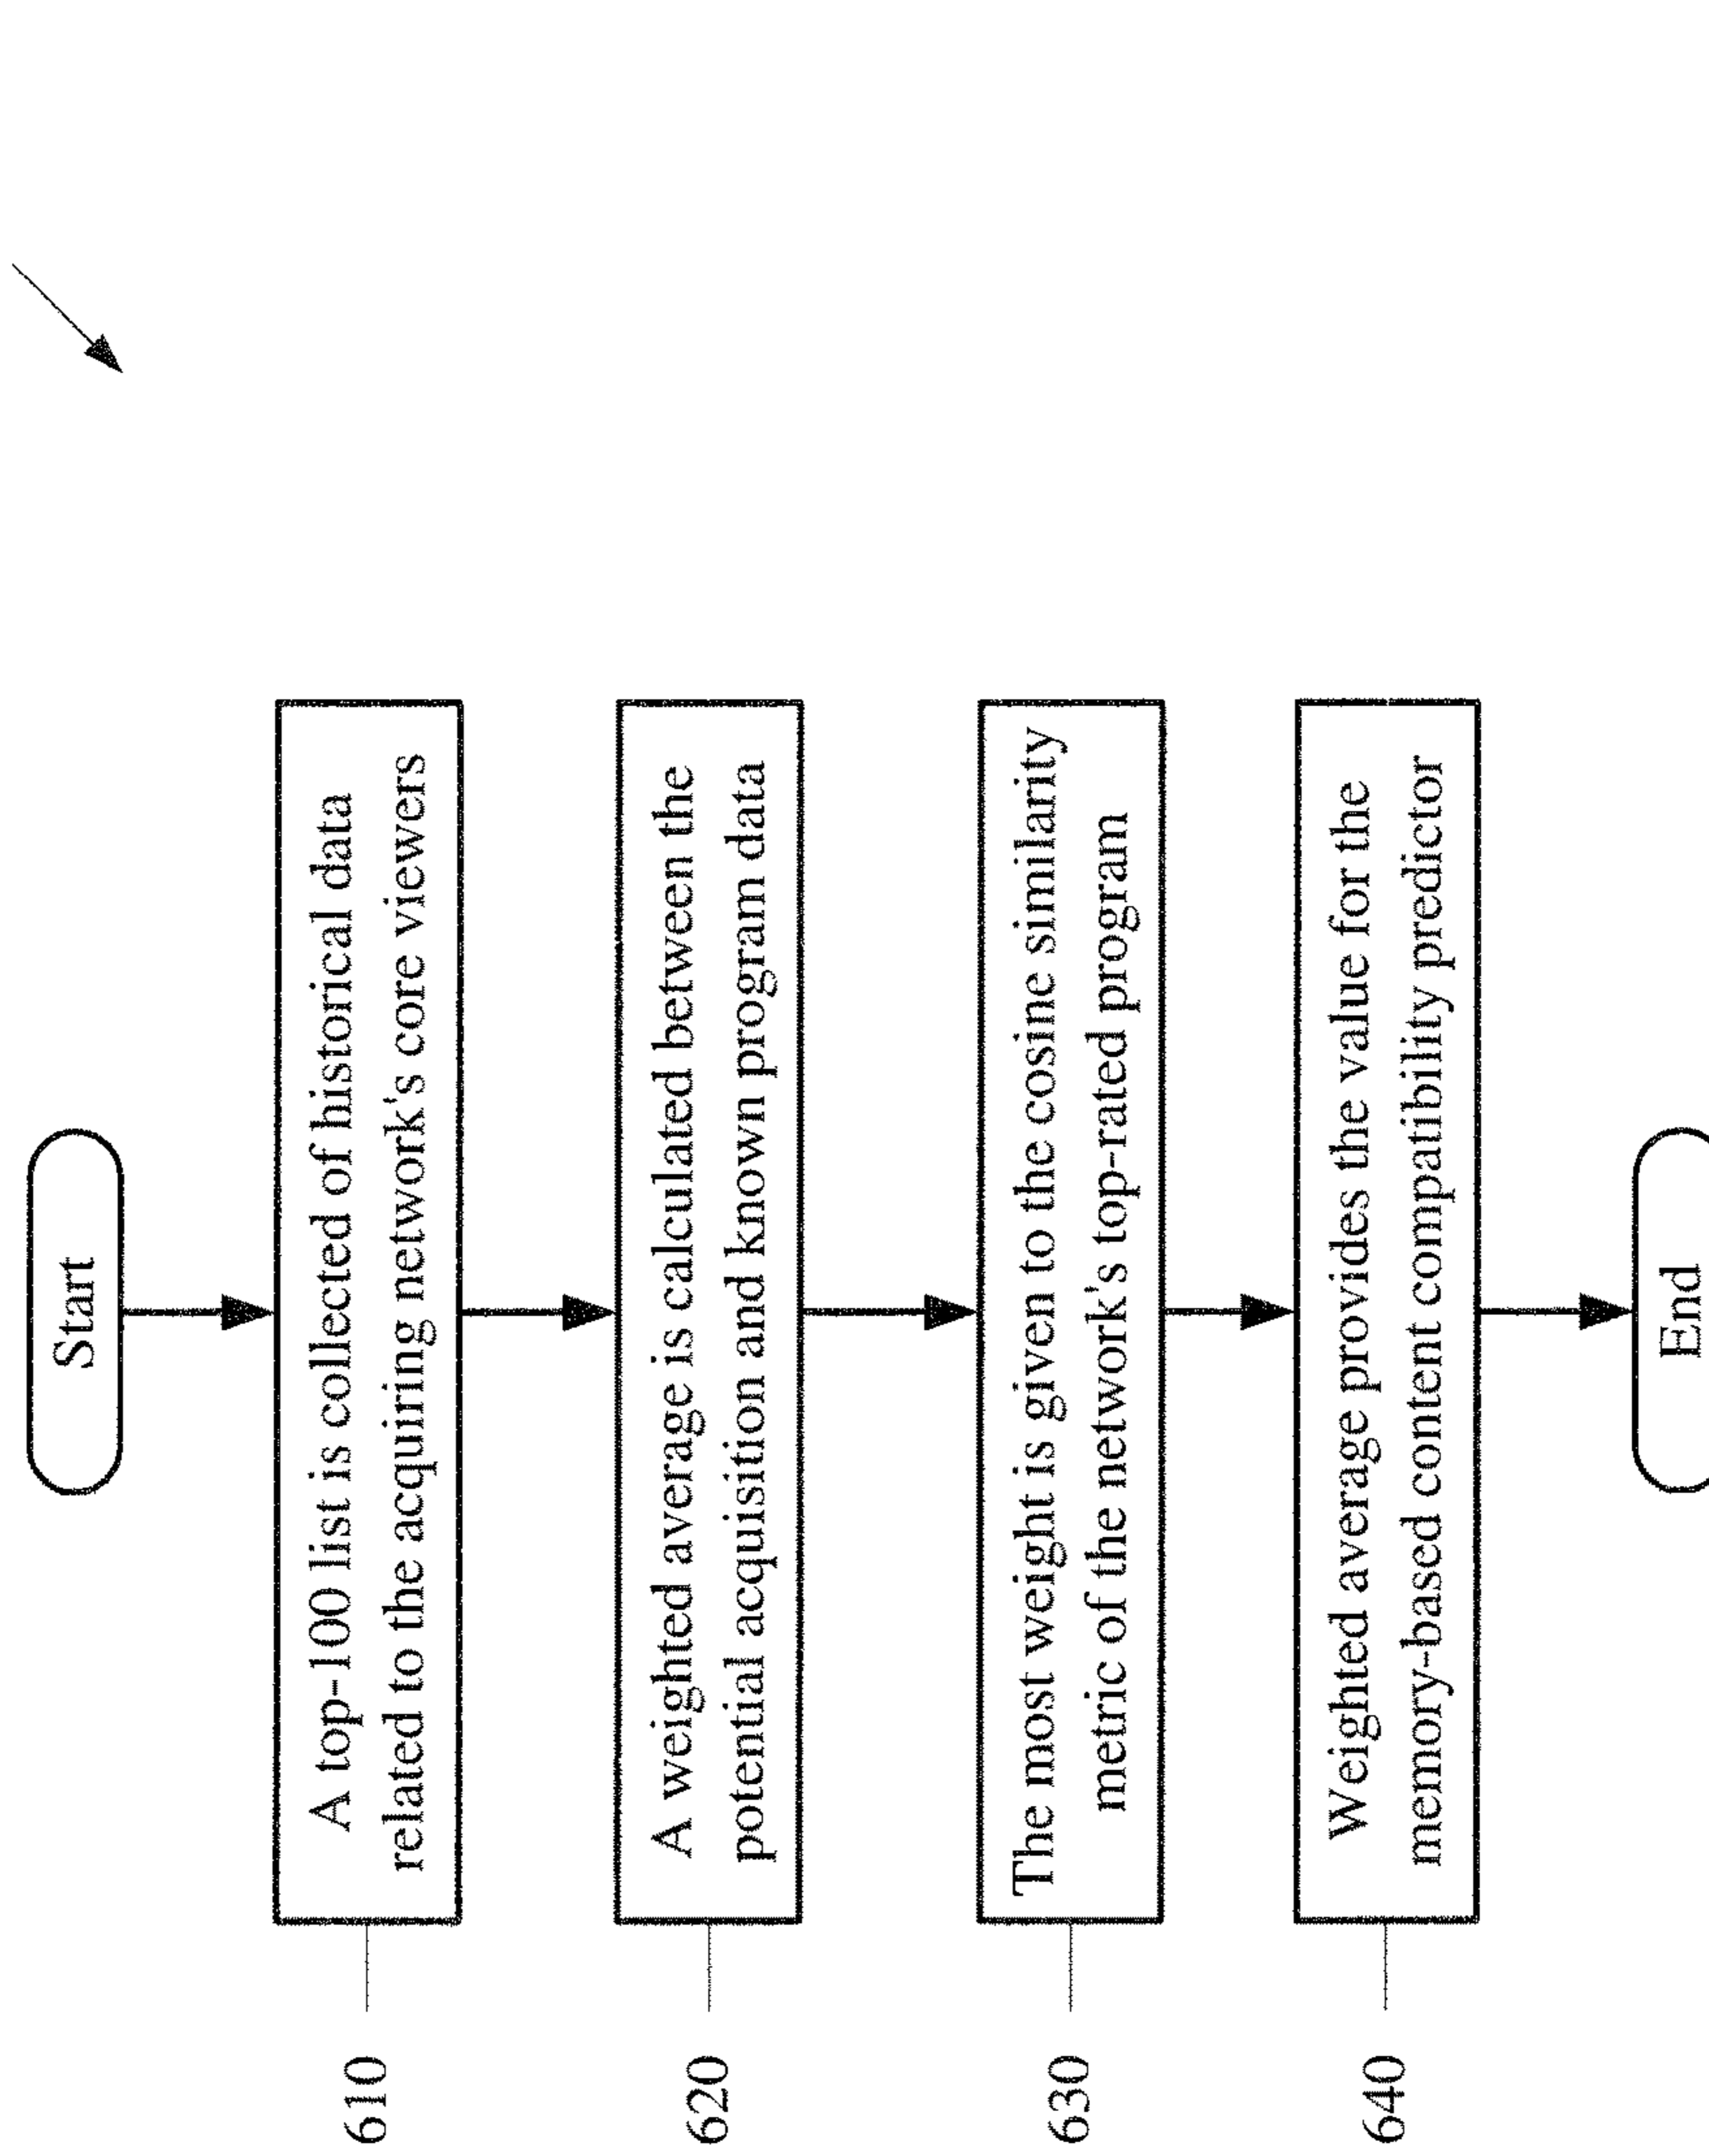 Start
610
A top-100 list is collected of historical data
related to the acquiring network's core viewers
620
A weighted average is calculated between the
potential acquisition and known program data
630
The most weight is given to the cosine similarity
metric of the network's top-rated program
640
Weighted average provides the value for the
memory-based content compatibility predictor
End